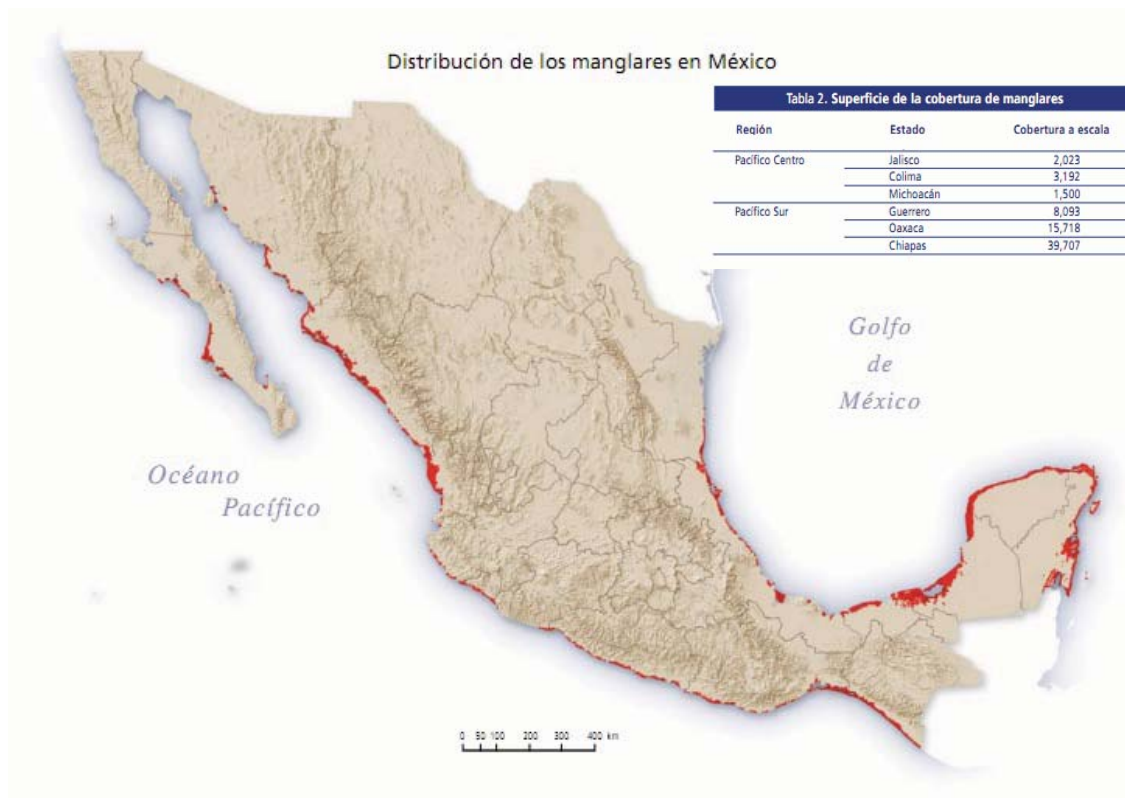 Distribución de los manglares en México
Tabla 2. Superficie de la cobertura de manglares
Región Estado Cobertura a escala
Pacífico Centro Jalisco 2,023
Colima 3,192
Michoacán 1,500
Pacífico Sur Guerrero 8,093
Oaxaca 15,718
Chiapas 39,707
Golfo
de
México
Océano
Pacífico
0 50 100 200 300 400 km